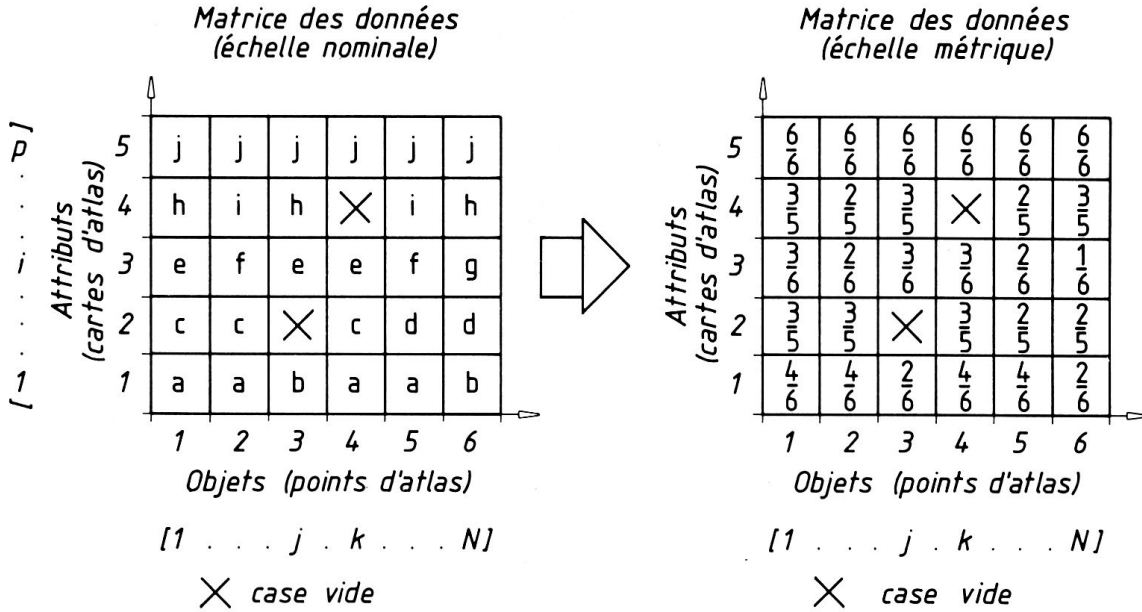 Matrice des données
(échelle nominale)
p ] . . . i . . . [ 1
Attributs
(cartes d'atlas)
5 j j j j j j
4 h i h × i h
3 e f e e f g
2 c c × c d d
1 a a b a a b
1 2 3 4 5 6
Objets (points d'atlas)
[1 . . . j . k . . . N]
× case vide
Matrice des données
(échelle métrique)
Attributs
(cartes d'atlas)
5 6/6 6/6 6/6 6/6 6/6 6/6
4 3/5 2/5 3/5 × 2/5 3/5
3 3/6 2/6 3/6 3/6 2/6 1/6
2 3/5 3/5 × 3/5 2/5 2/5
1 4/6 4/6 2/6 4/6 4/6 2/6
1 2 3 4 5 6
Objets (points d'atlas)
[1 . . . j . k . . . N]
× case vide